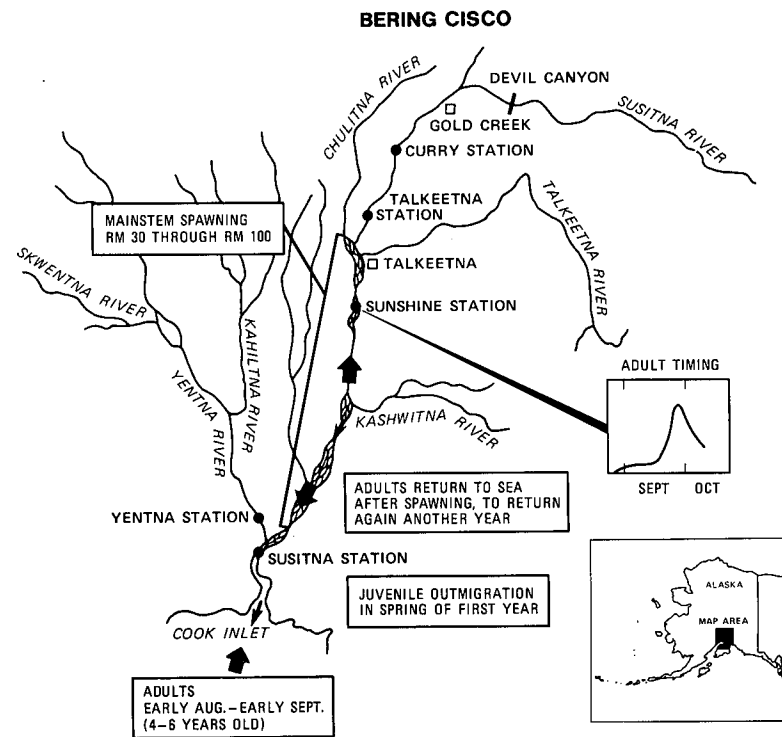 BERING CISCO
DEVIL CANYON
CHULITNA RIVER
SUSITNA RIVER
GOLD CREEK
CURRY STATION
TALKEETNA
STATION
TALKEETNA RIVER
MAINSTEM SPAWNING
RM 30 THROUGH RM 100
TALKEETNA
SKWENTNA RIVER
SUNSHINE STATION
KAHILTNA RIVER
YENTNA RIVER
ADULT TIMING
KASHWITNA RIVER
SEPT OCT
ADULTS RETURN TO SEA
AFTER SPAWNING, TO RETURN
AGAIN ANOTHER YEAR
YENTNA STATION
SUSITNA STATION
JUVENILE OUTMIGRATION
IN SPRING OF FIRST YEAR
ALASKA
MAP AREA
COOK INLET
ADULTS
EARLY AUG.–EARLY SEPT.
(4–6 YEARS OLD)